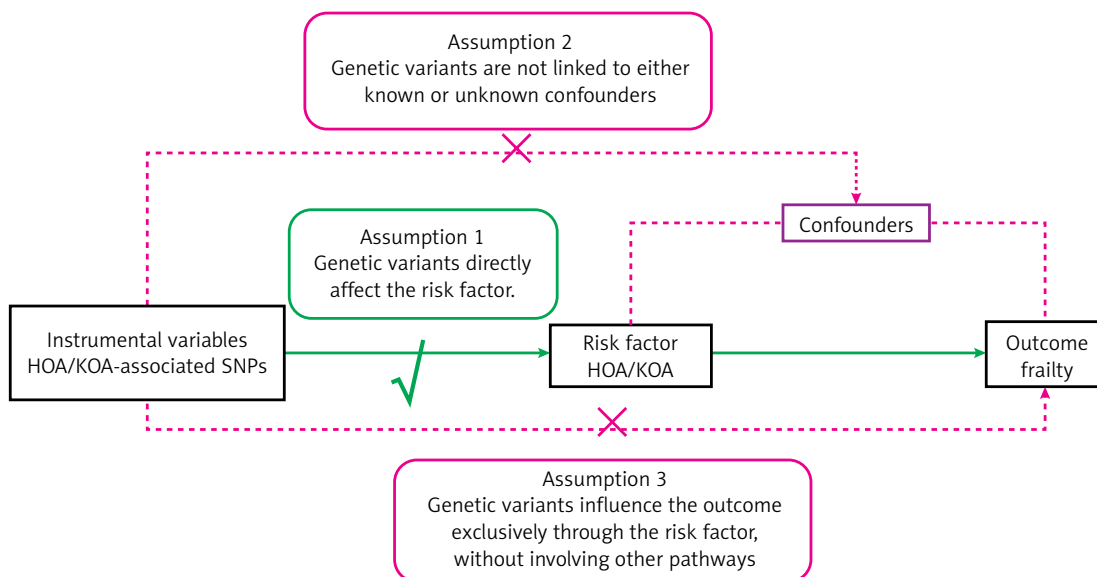 Assumption 2
Genetic variants are not linked to either
known or unknown confounders
Confounders
Assumption 1
Genetic variants directly
affect the risk factor.
Instrumental variables
HOA/KOA-associated SNPs
Risk factor
HOA/KOA
Outcome
frailty
Assumption 3
Genetic variants influence the outcome
exclusively through the risk factor,
without involving other pathways